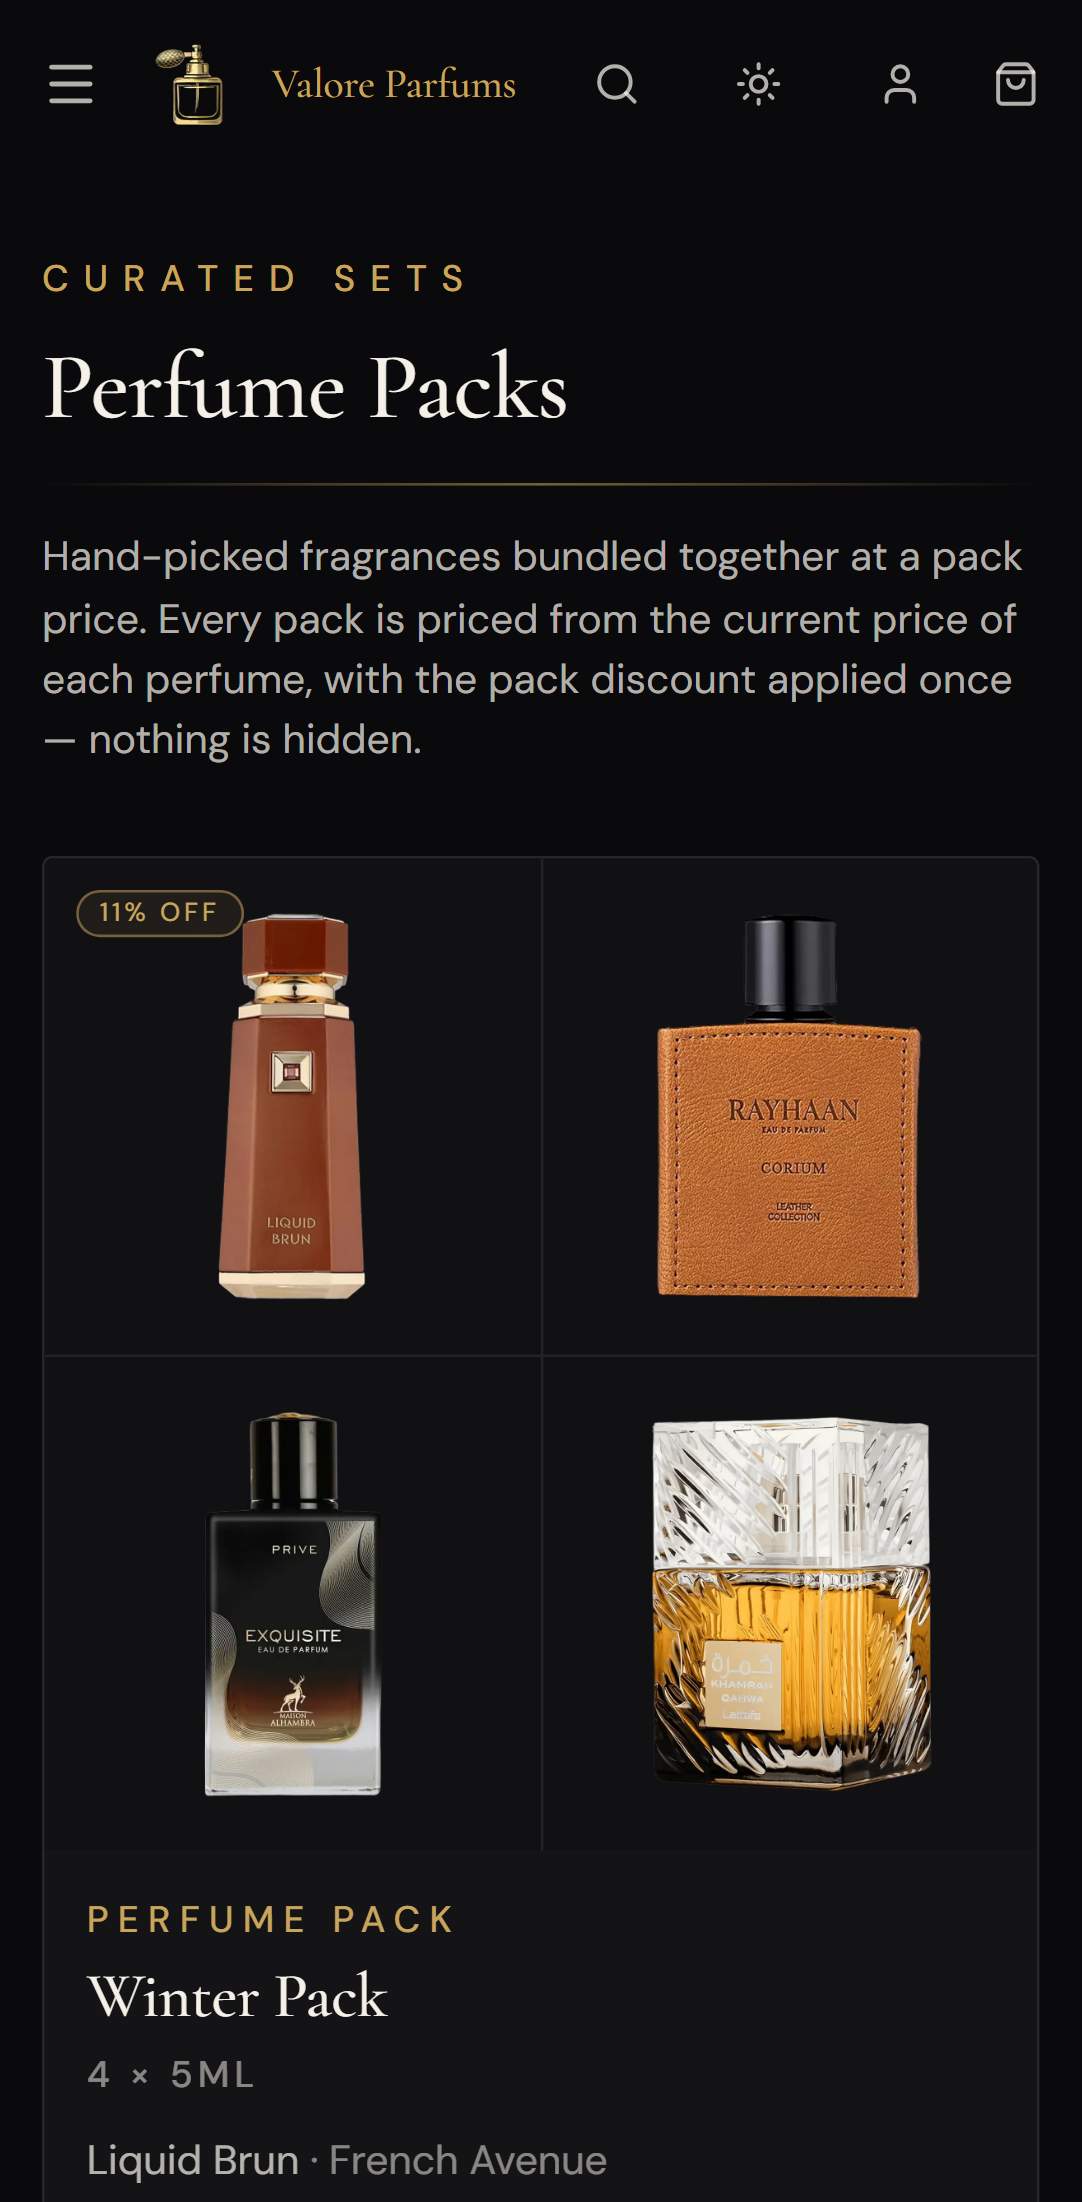 Valore Parfums
CURATED SETS
Perfume Packs
Hand-picked fragrances bundled together at a pack
price. Every pack is priced from the current price of
each perfume, with the pack discount applied once
— nothing is hidden.
11% OFF
LIQUID
BRUN
RAYHAAN
EAU DE PARFUM
CORIUM
LEATHER
COLLECTION
PRIVE
EXQUISITE
EAU DE PARFUM
MAISON
ALHAMBRA
خمرة
KHAMRAH
QAHWA
Lattafa
PERFUME PACK
Winter Pack
4 × 5ML
Liquid Brun · French Avenue